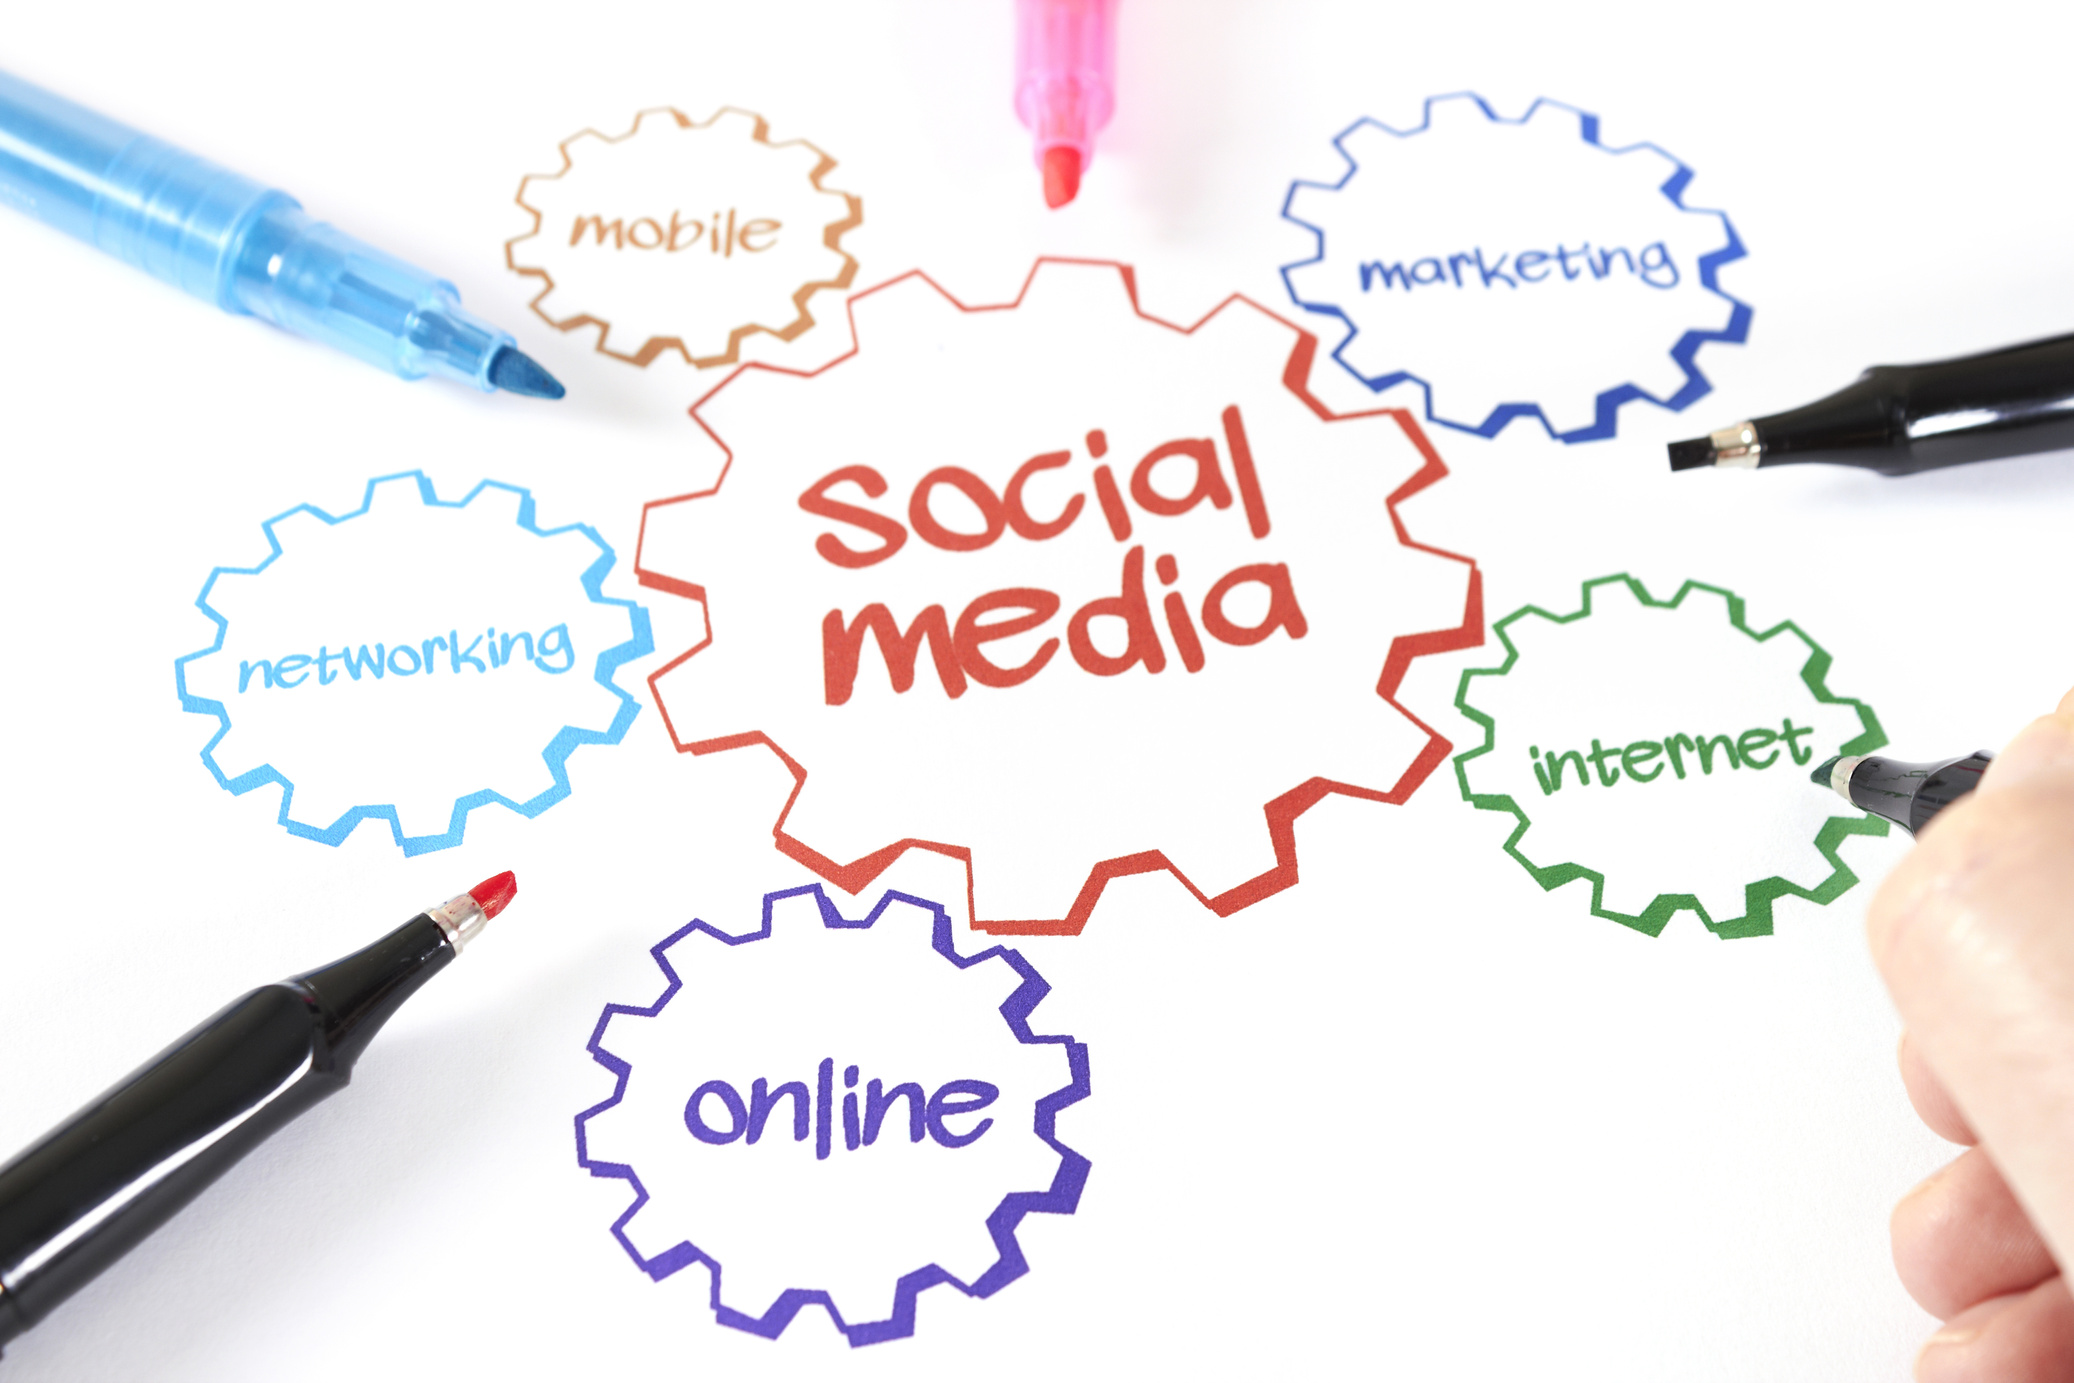 mobile
marketing
social
media
networking
internet
online